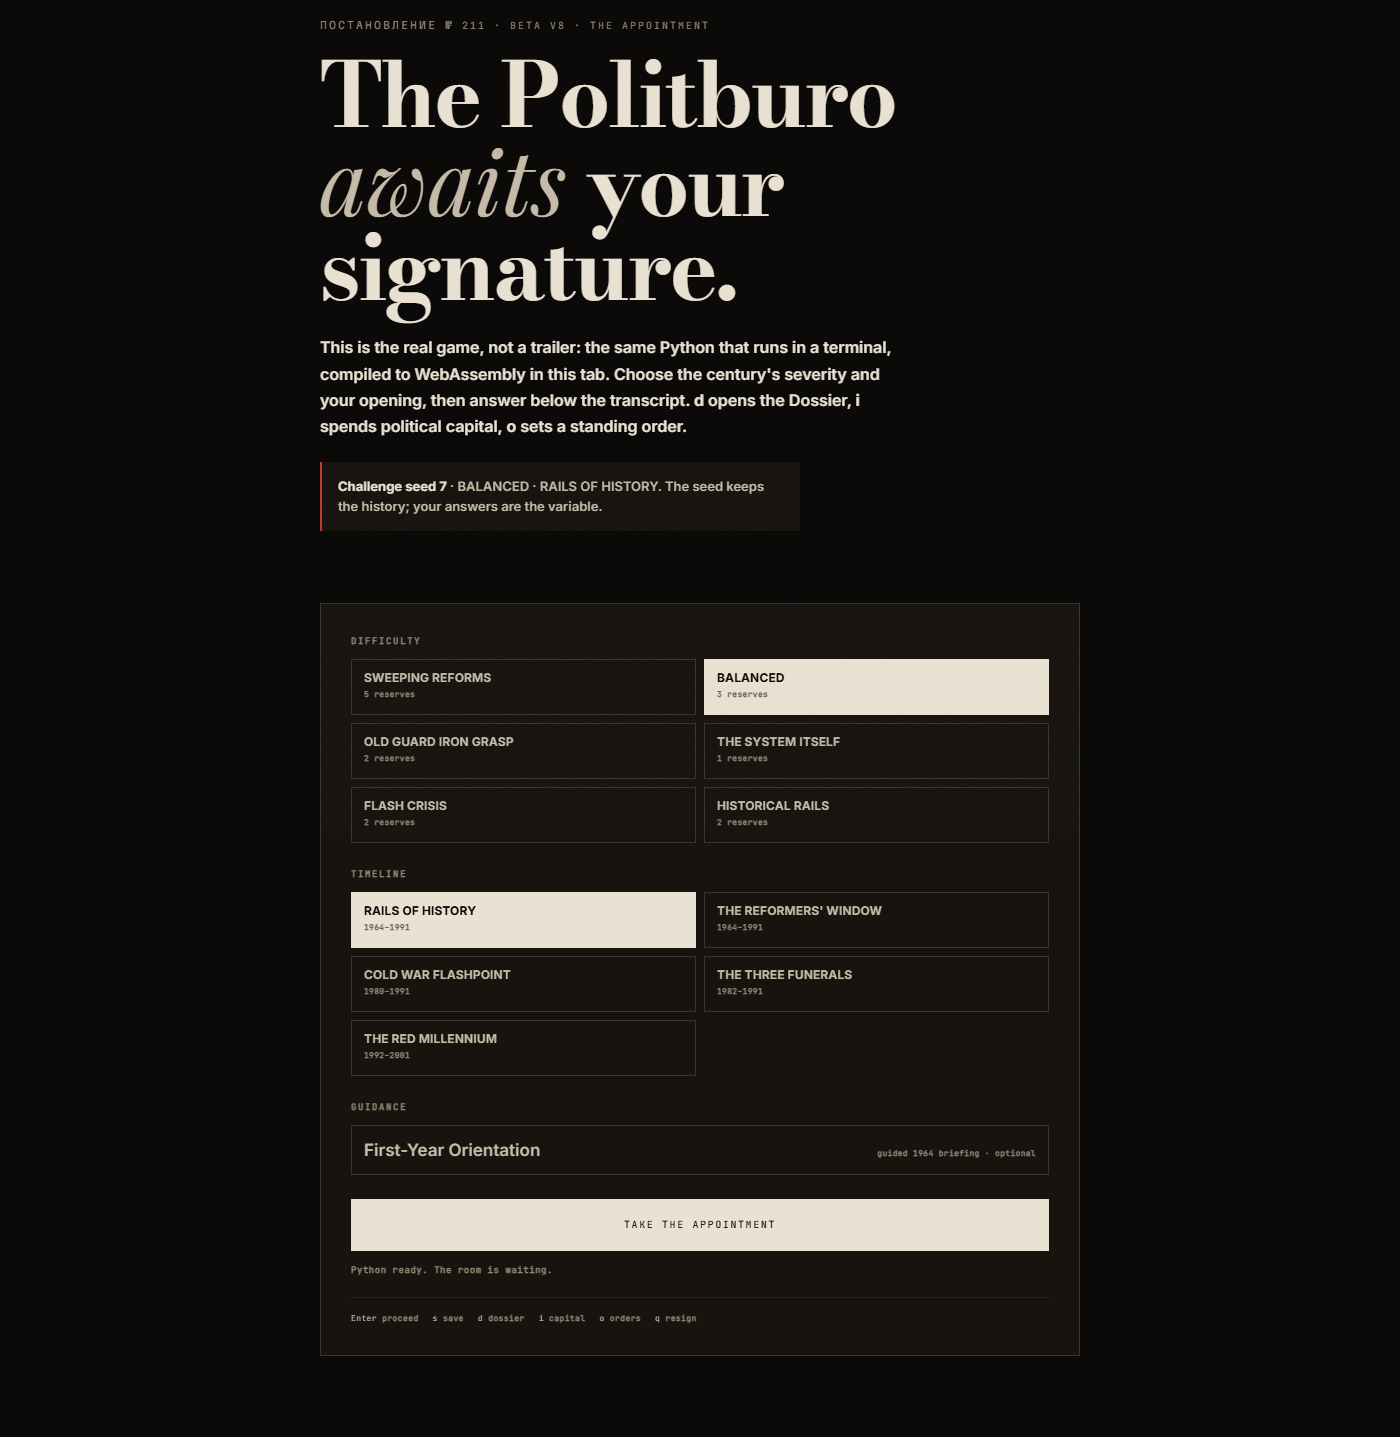 ПОСТАНОВЛЕНИЕ № 211 · BETA V8 · THE APPOINTMENT
The Politburo
awaits your
signature.
This is the real game, not a trailer: the same Python that runs in a terminal,
compiled to WebAssembly in this tab. Choose the century's severity and
your opening, then answer below the transcript. d opens the Dossier, i
spends political capital, o sets a standing order.
Challenge seed 7 · BALANCED · RAILS OF HISTORY. The seed keeps
the history; your answers are the variable.
DIFFICULTY
SWEEPING REFORMS
5 reserves
BALANCED
3 reserves
OLD GUARD IRON GRASP
2 reserves
THE SYSTEM ITSELF
1 reserves
FLASH CRISIS
2 reserves
HISTORICAL RAILS
2 reserves
TIMELINE
RAILS OF HISTORY
1964–1991
THE REFORMERS' WINDOW
1964–1991
COLD WAR FLASHPOINT
1980–1991
THE THREE FUNERALS
1982–1991
THE RED MILLENNIUM
1992–2001
GUIDANCE
First-Year Orientation
guided 1964 briefing · optional
TAKE THE APPOINTMENT
Python ready. The room is waiting.
Enter proceed s save d dossier i capital o orders q resign